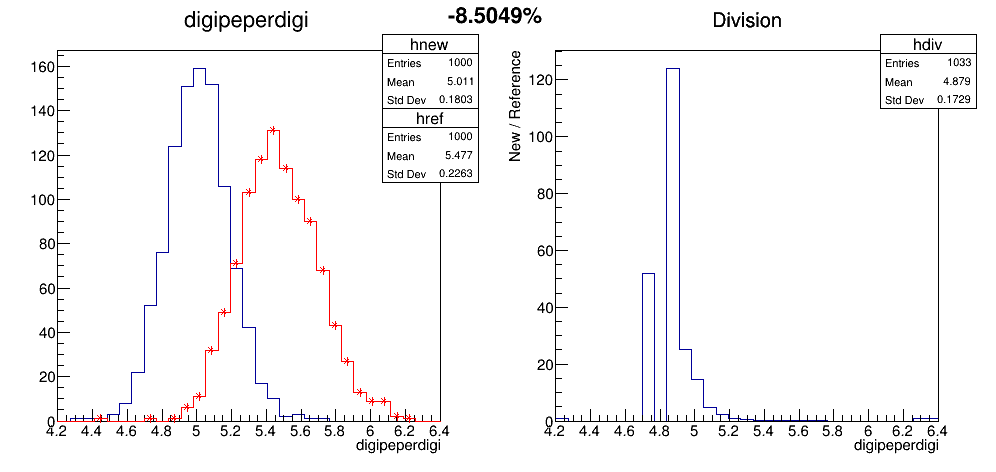 digipeperdigi
-8.5049%
Division
hnew
Entries 1000
Mean 5.011
Std Dev 0.1803
href
Entries 1000
Mean 5.477
Std Dev 0.2263
160
140
120
100
80
60
40
20
0
4.2 4.4 4.6 4.8 5 5.2 5.4 5.6 5.8 6 6.2 6.4
digipeperdigi
hdiv
Entries 1033
Mean 4.879
Std Dev 0.1729
New / Reference
120
100
80
60
40
20
0
4.2 4.4 4.6 4.8 5 5.2 5.4 5.6 5.8 6 6.2 6.4
digipeperdigi